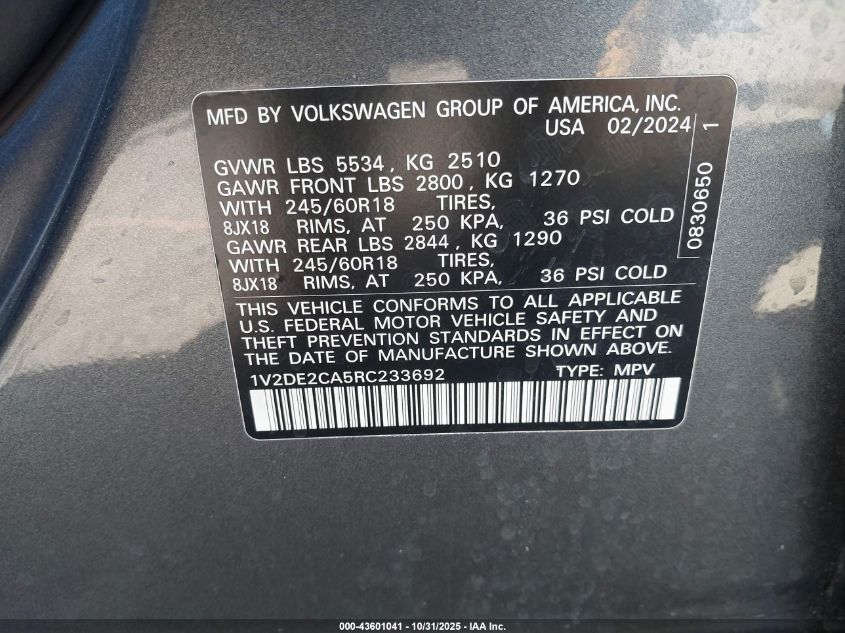 MFD BY VOLKSWAGEN GROUP OF AMERICA, INC.
USA 02/2024
GVWR LBS 5534, KG 2510
GAWR FRONT LBS 2800, KG 1270
WITH 245/60R18 TIRES,
8JX18 RIMS, AT 250 KPA, 36 PSI COLD
GAWR REAR LBS 2844, KG 1290
WITH 245/60R18 TIRES,
8JX18 RIMS, AT 250 KPA, 36 PSI COLD
THIS VEHICLE CONFORMS TO ALL APPLICABLE
U.S. FEDERAL MOTOR VEHICLE SAFETY AND
THEFT PREVENTION STANDARDS IN EFFECT ON
THE DATE OF MANUFACTURE SHOWN ABOVE.
1V2DE2CA5RC233692 TYPE: MPV
0830650 1
000-43601041 - 10/31/2025 - IAA Inc.